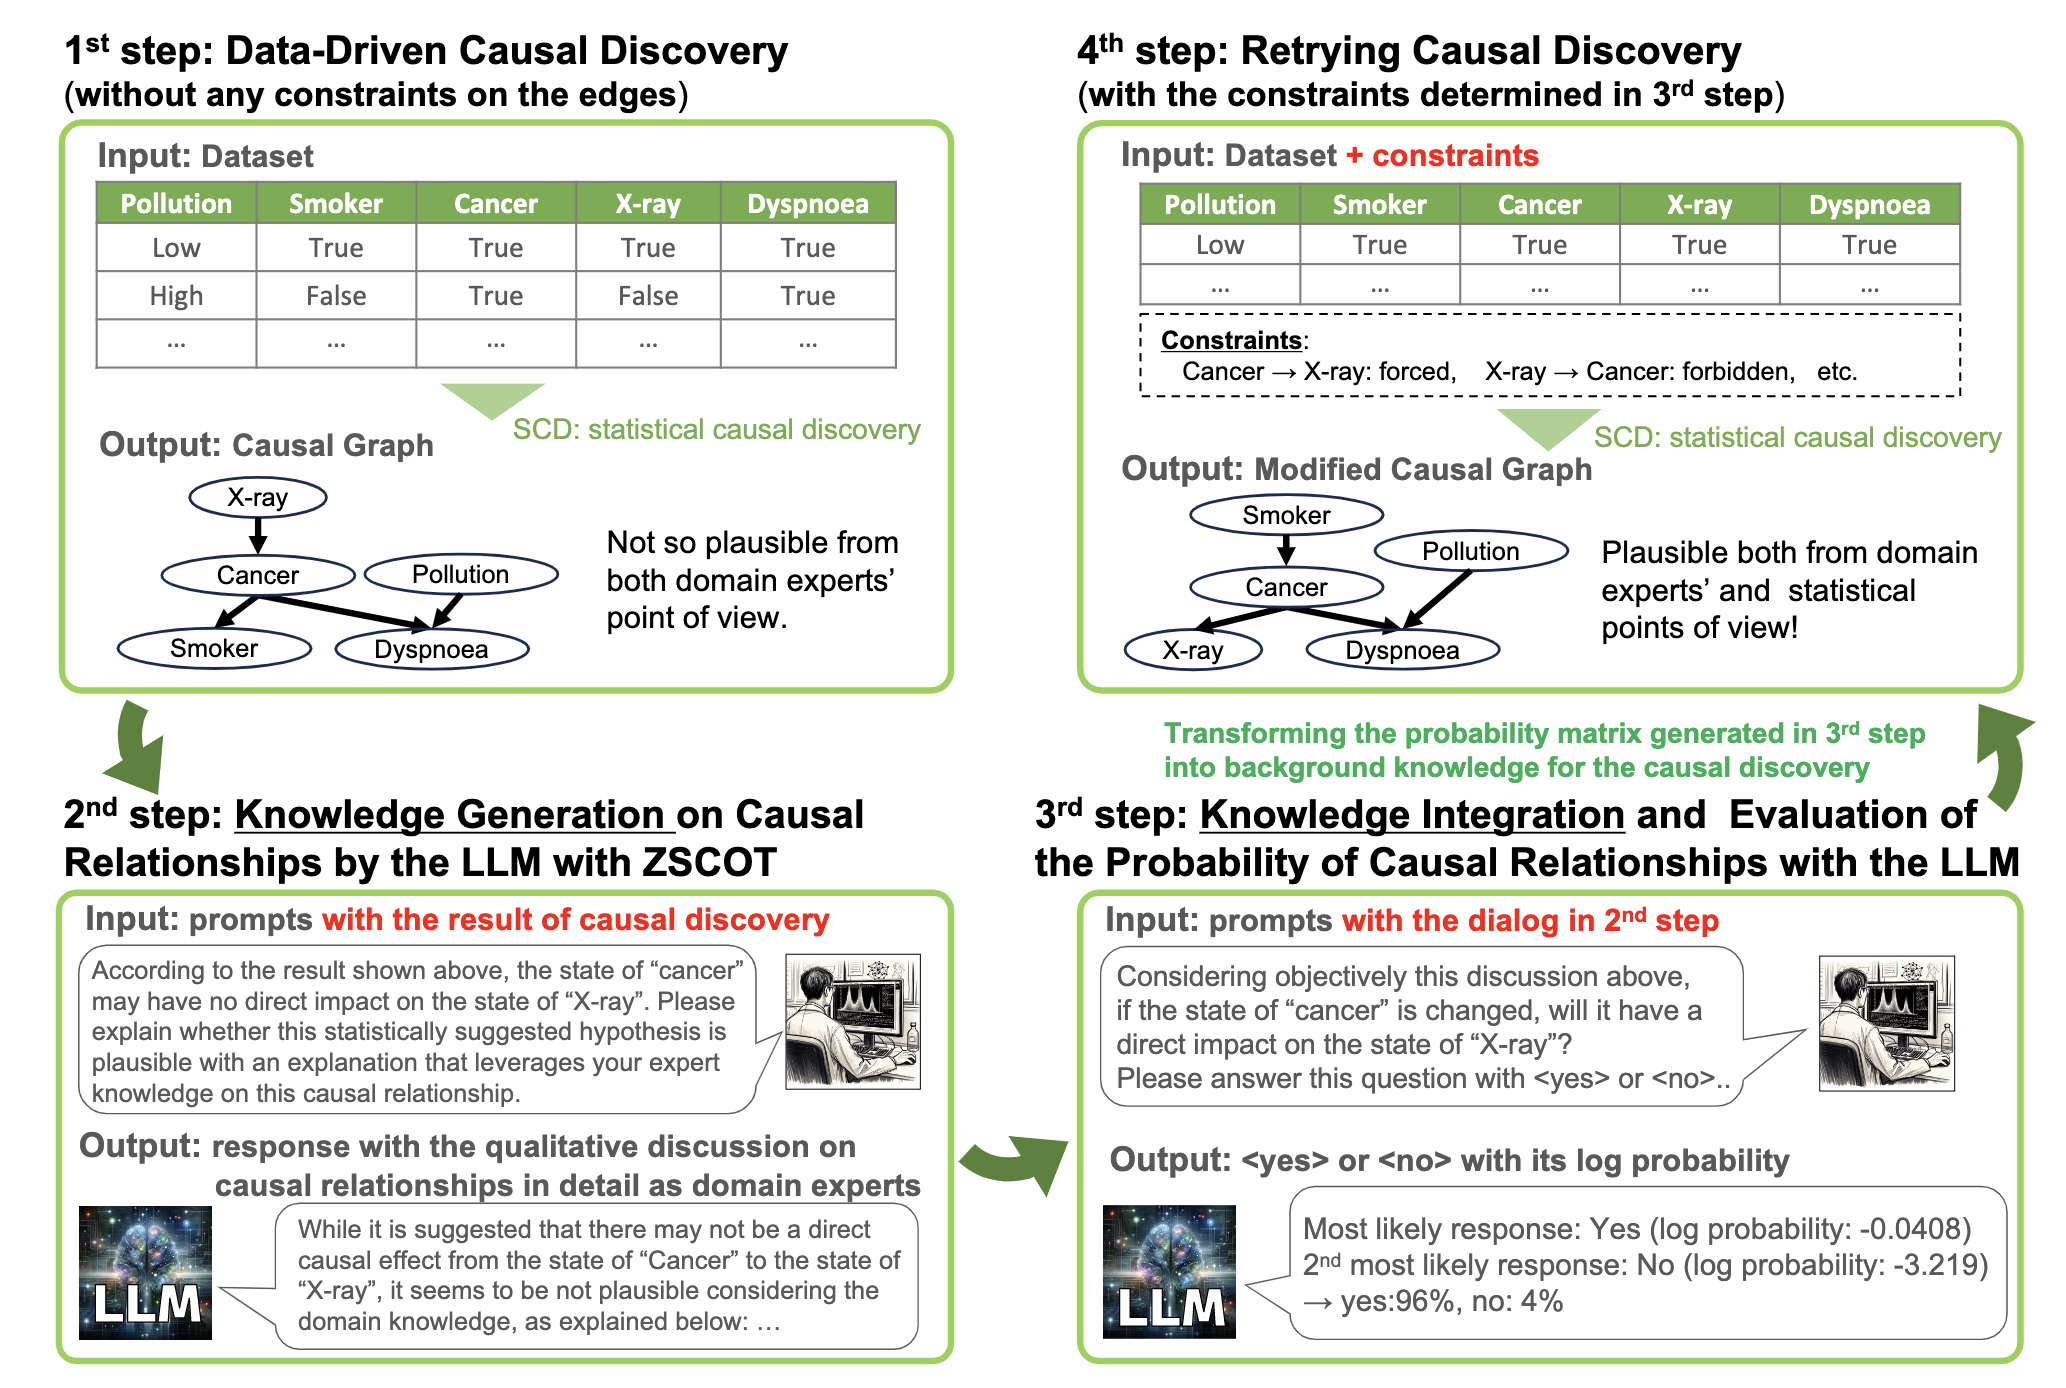 1st step: Data-Driven Causal Discovery
(without any constraints on the edges)
Input: Dataset
Pollution Smoker Cancer X-ray Dyspnoea
Low True True True True
High False True False True
... ... ... ... ...
SCD: statistical causal discovery
Output: Causal Graph
X-ray
Cancer
Pollution
Smoker
Dyspnoea
Not so plausible from
both domain experts’
point of view.
2nd step: Knowledge Generation on Causal
Relationships by the LLM with ZSCOT
Input: prompts with the result of causal discovery
According to the result shown above, the state of “cancer”
may have no direct impact on the state of “X-ray”. Please
explain whether this statistically suggested hypothesis is
plausible with an explanation that leverages your expert
knowledge on this causal relationship.
Output: response with the qualitative discussion on
causal relationships in detail as domain experts
LLM
While it is suggested that there may not be a direct
causal effect from the state of “Cancer” to the state of
“X-ray”, it seems to be not plausible considering the
domain knowledge, as explained below: …
3rd step: Knowledge Integration and Evaluation of
the Probability of Causal Relationships with the LLM
Input: prompts with the dialog in 2nd step
Considering objectively this discussion above,
if the state of “cancer” is changed, will it have a
direct impact on the state of “X-ray”?
Please answer this question with <yes> or <no>..
Output: <yes> or <no> with its log probability
LLM
Most likely response: Yes (log probability: -0.0408)
2nd most likely response: No (log probability: -3.219)
→ yes:96%, no: 4%
Transforming the probability matrix generated in 3rd step
into background knowledge for the causal discovery
4th step: Retrying Causal Discovery
(with the constraints determined in 3rd step)
Input: Dataset + constraints
Pollution Smoker Cancer X-ray Dyspnoea
Low True True True True
... ... ... ... ...
Constraints:
Cancer → X-ray: forced, X-ray → Cancer: forbidden, etc.
SCD: statistical causal discovery
Output: Modified Causal Graph
Smoker
Pollution
Cancer
X-ray
Dyspnoea
Plausible both from domain
experts’ and statistical
points of view!